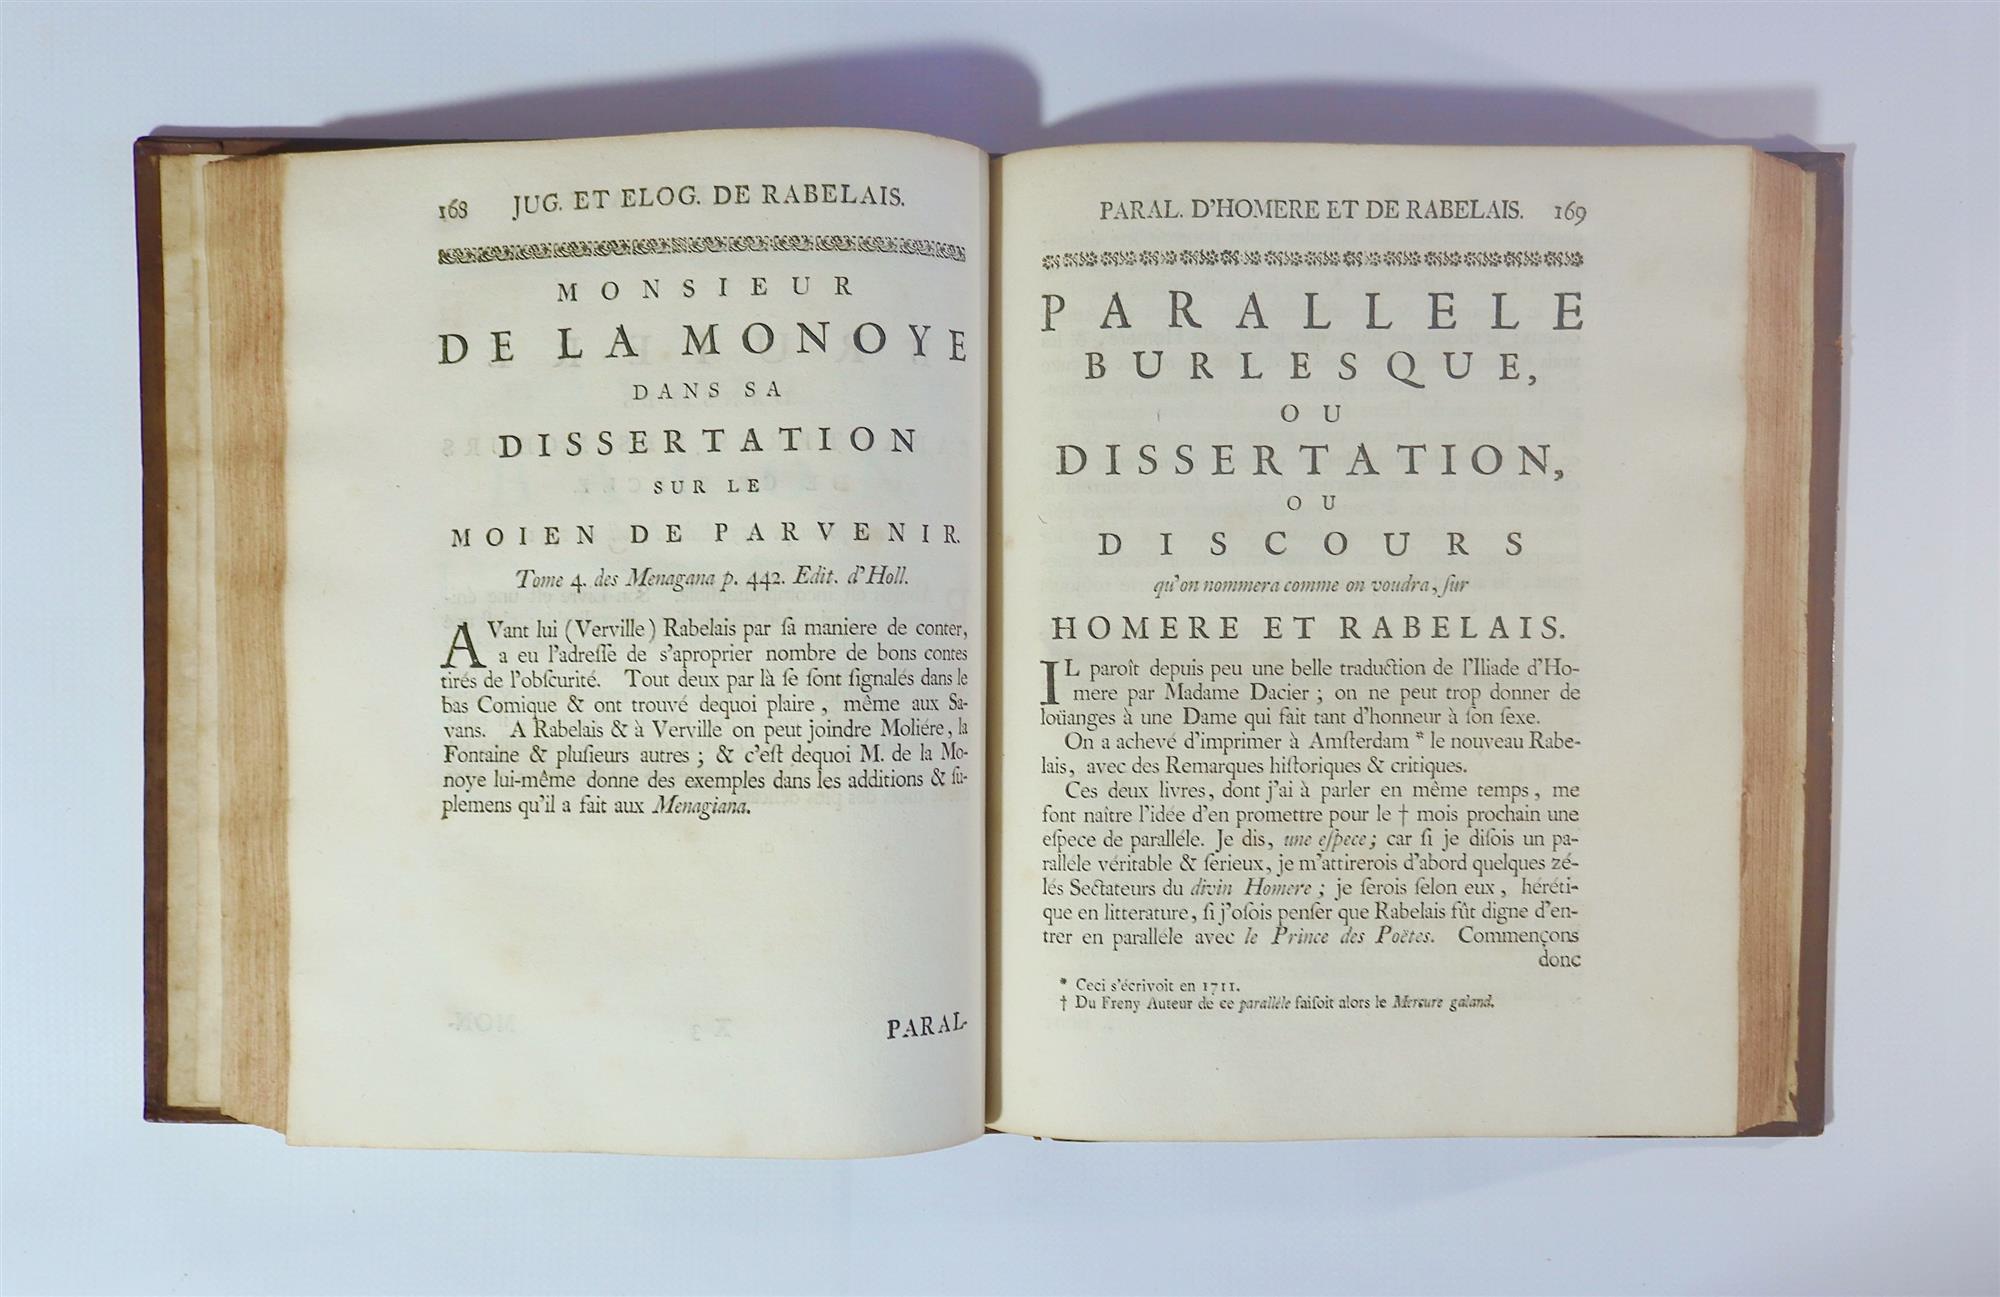 168 JUG. ET ELOG. DE RABELAIS.
MONSIEUR
DE LA MONOYE
DANS SA
DISSERTATION
SUR LE
MOIEN DE PARVENIR.
Tome 4. des Menagana p. 442. Edit. d'Holl.
AVant lui (Verville) Rabelais par ſa maniere de conter,
a eu l'adreſſe de s'aproprier nombre de bons contes
tirés de l'obſcurité. Tout deux par là ſe ſont ſignalés dans le
bas Comique & ont trouvé dequoi plaire, même aux Sa-
vans. A Rabelais & à Verville on peut joindre Moliére, la
Fontaine & pluſieurs autres; & c'eſt dequoi M. de la Mo-
noye lui-même donne des exemples dans les additions & ſu-
plemens qu'il a fait aux Menagiana.
PARAL-
PARAL. D'HOMERE ET DE RABELAIS. 169
PARALLELE
BURLESQUE,
OU
DISSERTATION,
OU
DISCOURS
qu'on nommera comme on voudra, ſur
HOMERE ET RABELAIS.
IL paroît depuis peu une belle traduction de l'Iliade d'Ho-
mere par Madame Dacier; on ne peut trop donner de
loüanges à une Dame qui fait tant d'honneur à ſon ſexe.
On a achevé d'imprimer à Amſterdam * le nouveau Rabe-
lais, avec des Remarques hiſtoriques & critiques.
Ces deux livres, dont j'ai à parler en même temps, me
font naître l'idée d'en promettre pour le † mois prochain une
eſpece de paralléle. Je dis, une eſpece; car ſi je diſois un pa-
ralléle véritable & ſerieux, je m'attirerois d'abord quelques zé-
lés Sectateurs du divin Homere; je ſerois ſelon eux, héréti-
que en litterature, ſi j'oſois penſer que Rabelais fût digne d'en-
trer en paralléle avec le Prince des Poëtes. Commençons
donc
* Ceci s'écrivoit en 1711.
† Du Freny Auteur de ce paralléle faiſoit alors le Mercure galand.